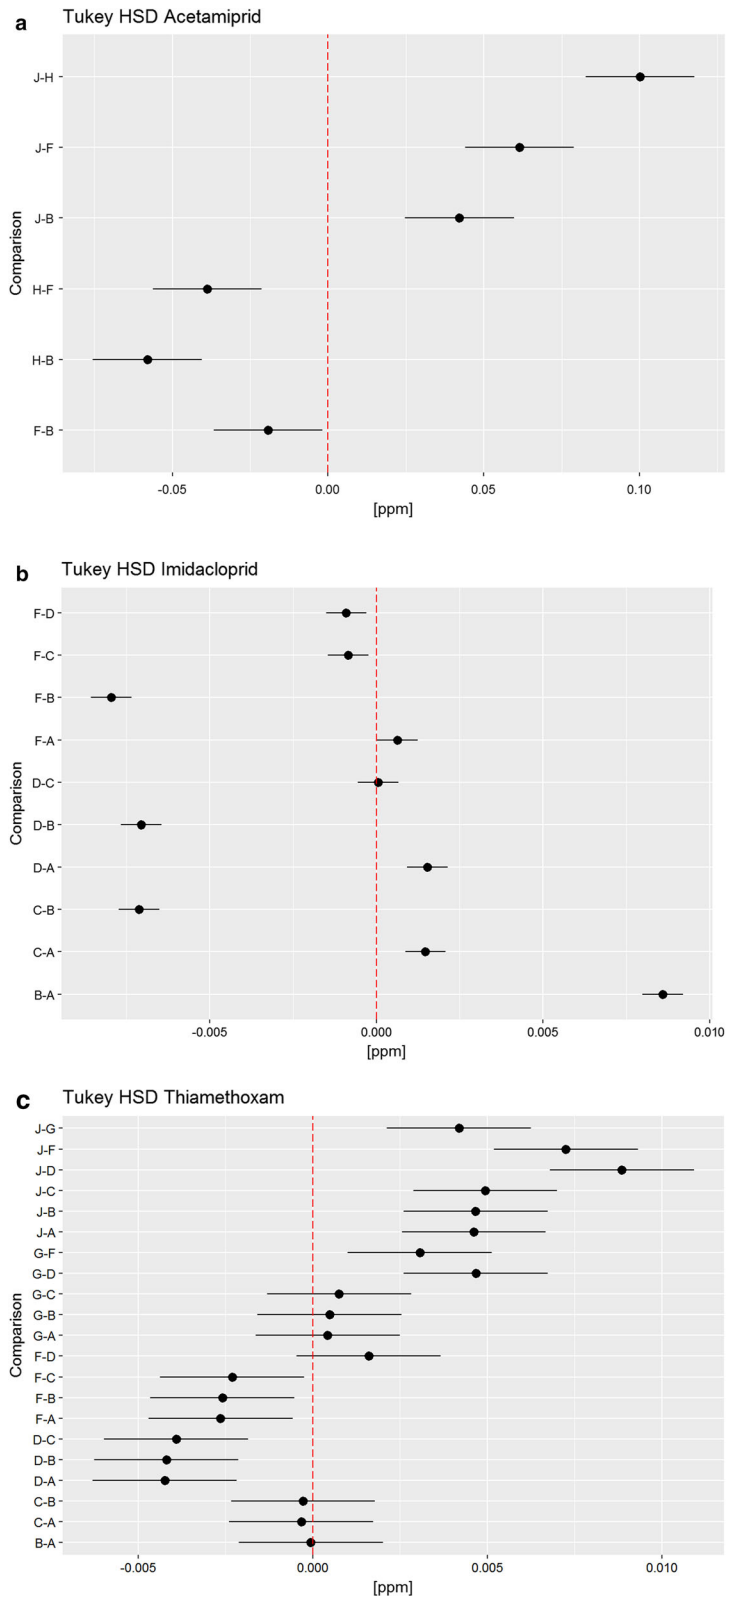 a
Tukey HSD Acetamiprid
Comparison
J-H
J-F
J-B
H-F
H-B
F-B
-0.05 0.00 0.05 0.10
[ppm]
b
Tukey HSD Imidacloprid
Comparison
F-D
F-C
F-B
F-A
D-C
D-B
D-A
C-B
C-A
B-A
-0.005 0.000 0.005 0.010
[ppm]
c
Tukey HSD Thiamethoxam
Comparison
J-G
J-F
J-D
J-C
J-B
J-A
G-F
G-D
G-C
G-B
G-A
F-D
F-C
F-B
F-A
D-C
D-B
D-A
C-B
C-A
B-A
-0.005 0.000 0.005 0.010
[ppm]